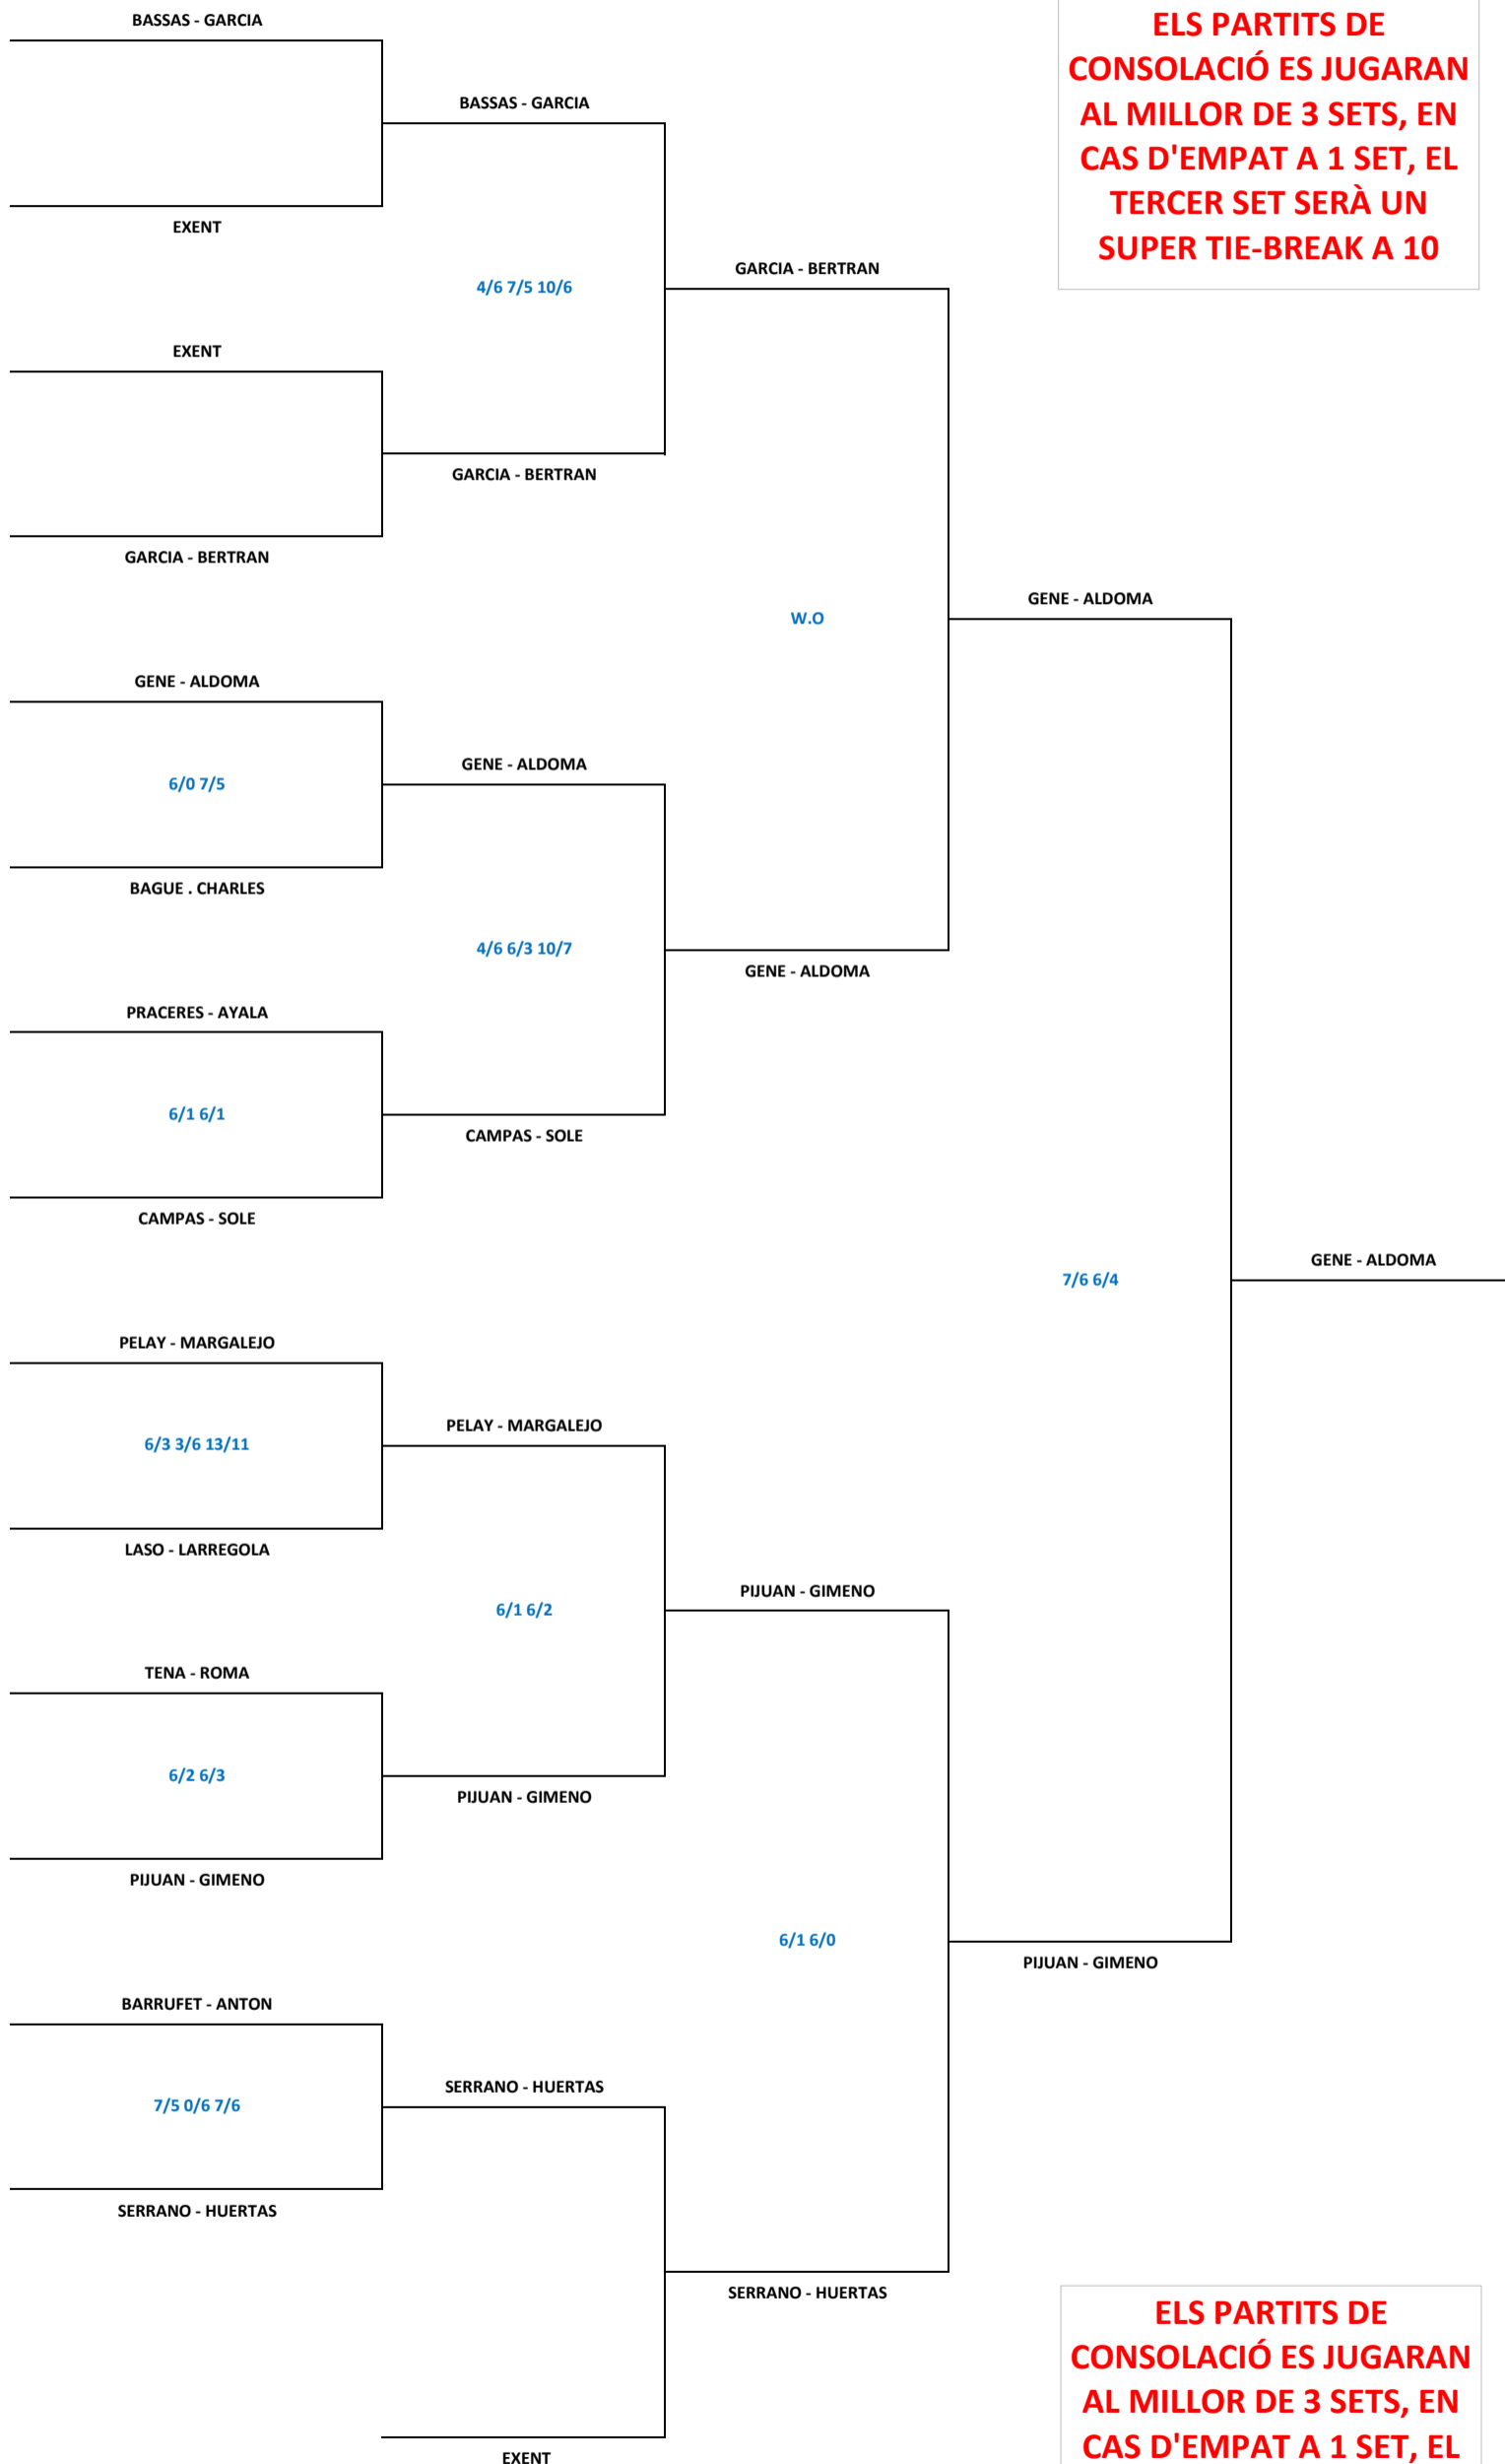 BASSAS - GARCIA
ELS PARTITS DE
CONSOLACIÓ ES JUGARAN
AL MILLOR DE 3 SETS, EN
CAS D'EMPAT A 1 SET, EL
TERCER SET SERÀ UN
SUPER TIE-BREAK A 10
BASSAS - GARCIA
EXENT
GARCIA - BERTRAN
4/6 7/5 10/6
EXENT
GARCIA - BERTRAN
GARCIA - BERTRAN
GENE - ALDOMA
W.O
GENE - ALDOMA
GENE - ALDOMA
6/0 7/5
BAGUE . CHARLES
4/6 6/3 10/7
GENE - ALDOMA
PRACERES - AYALA
6/1 6/1
CAMPAS - SOLE
CAMPAS - SOLE
GENE - ALDOMA
7/6 6/4
PELAY - MARGALEJO
PELAY - MARGALEJO
6/3 3/6 13/11
LASO - LARREGOLA
PIJUAN - GIMENO
6/1 6/2
TENA - ROMA
6/2 6/3
PIJUAN - GIMENO
PIJUAN - GIMENO
6/1 6/0
PIJUAN - GIMENO
BARRUFET - ANTON
SERRANO - HUERTAS
7/5 0/6 7/6
SERRANO - HUERTAS
SERRANO - HUERTAS
ELS PARTITS DE
CONSOLACIÓ ES JUGARAN
AL MILLOR DE 3 SETS, EN
CAS D'EMPAT A 1 SET, EL
EXENT